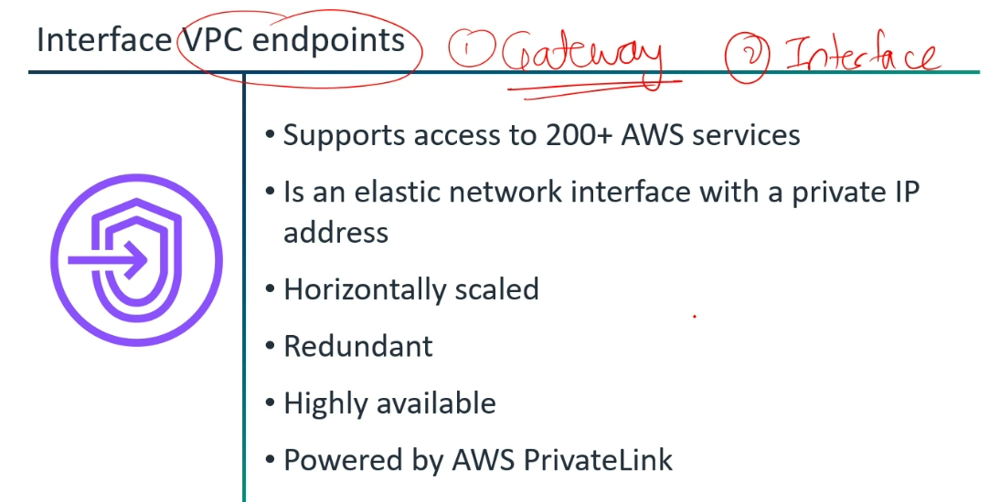 Interface VPC endpoints ① Gateway ② Interface
• Supports access to 200+ AWS services
• Is an elastic network interface with a private IP
address
• Horizontally scaled
• Redundant
• Highly available
• Powered by AWS PrivateLink